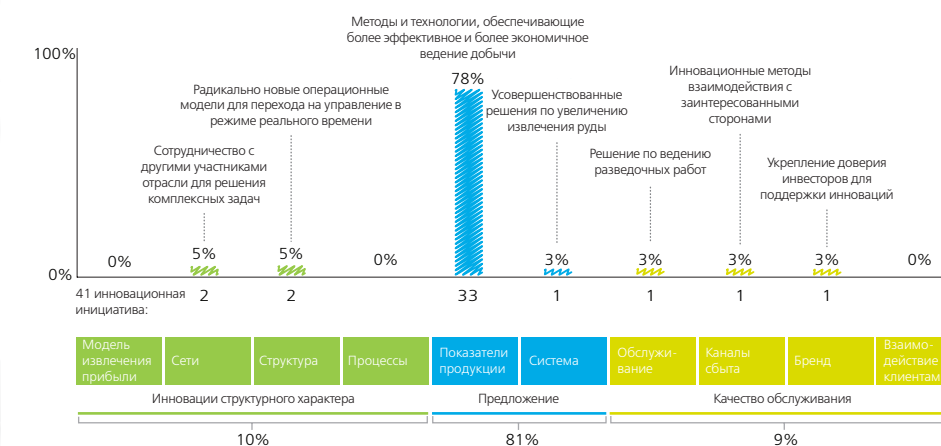 Методы и технологии, обеспечивающие
более эффективное и более экономичное
ведение добычи
100%
78%
Инновационные методы
взаимодействия с
заинтересованными
сторонами
Радикально новые операционные
модели для перехода на управление в
режиме реального времени
Усовершенствованные
решения по увеличению
извлечения руды
Сотрудничество с
другими участниками
отрасли для решения
комплексных задач
Решение по ведению
разведочных работ
Укрепление доверия
инвесторов для
поддержки инноваций
0% 5% 5% 0% 3% 3% 3% 3% 0%
0%
41 инновационная
инициатива:
2 2 33 1 1 1 1
Модель
извлечения
прибыли
Сети
Структура
Процессы
Показатели
продукции
Система
Обслужи-
вание
Каналы
сбыта
Бренд
Взаимо-
действие
клиентам
Инновации структурного характера Предложение Качество обслуживания
10% 81% 9%